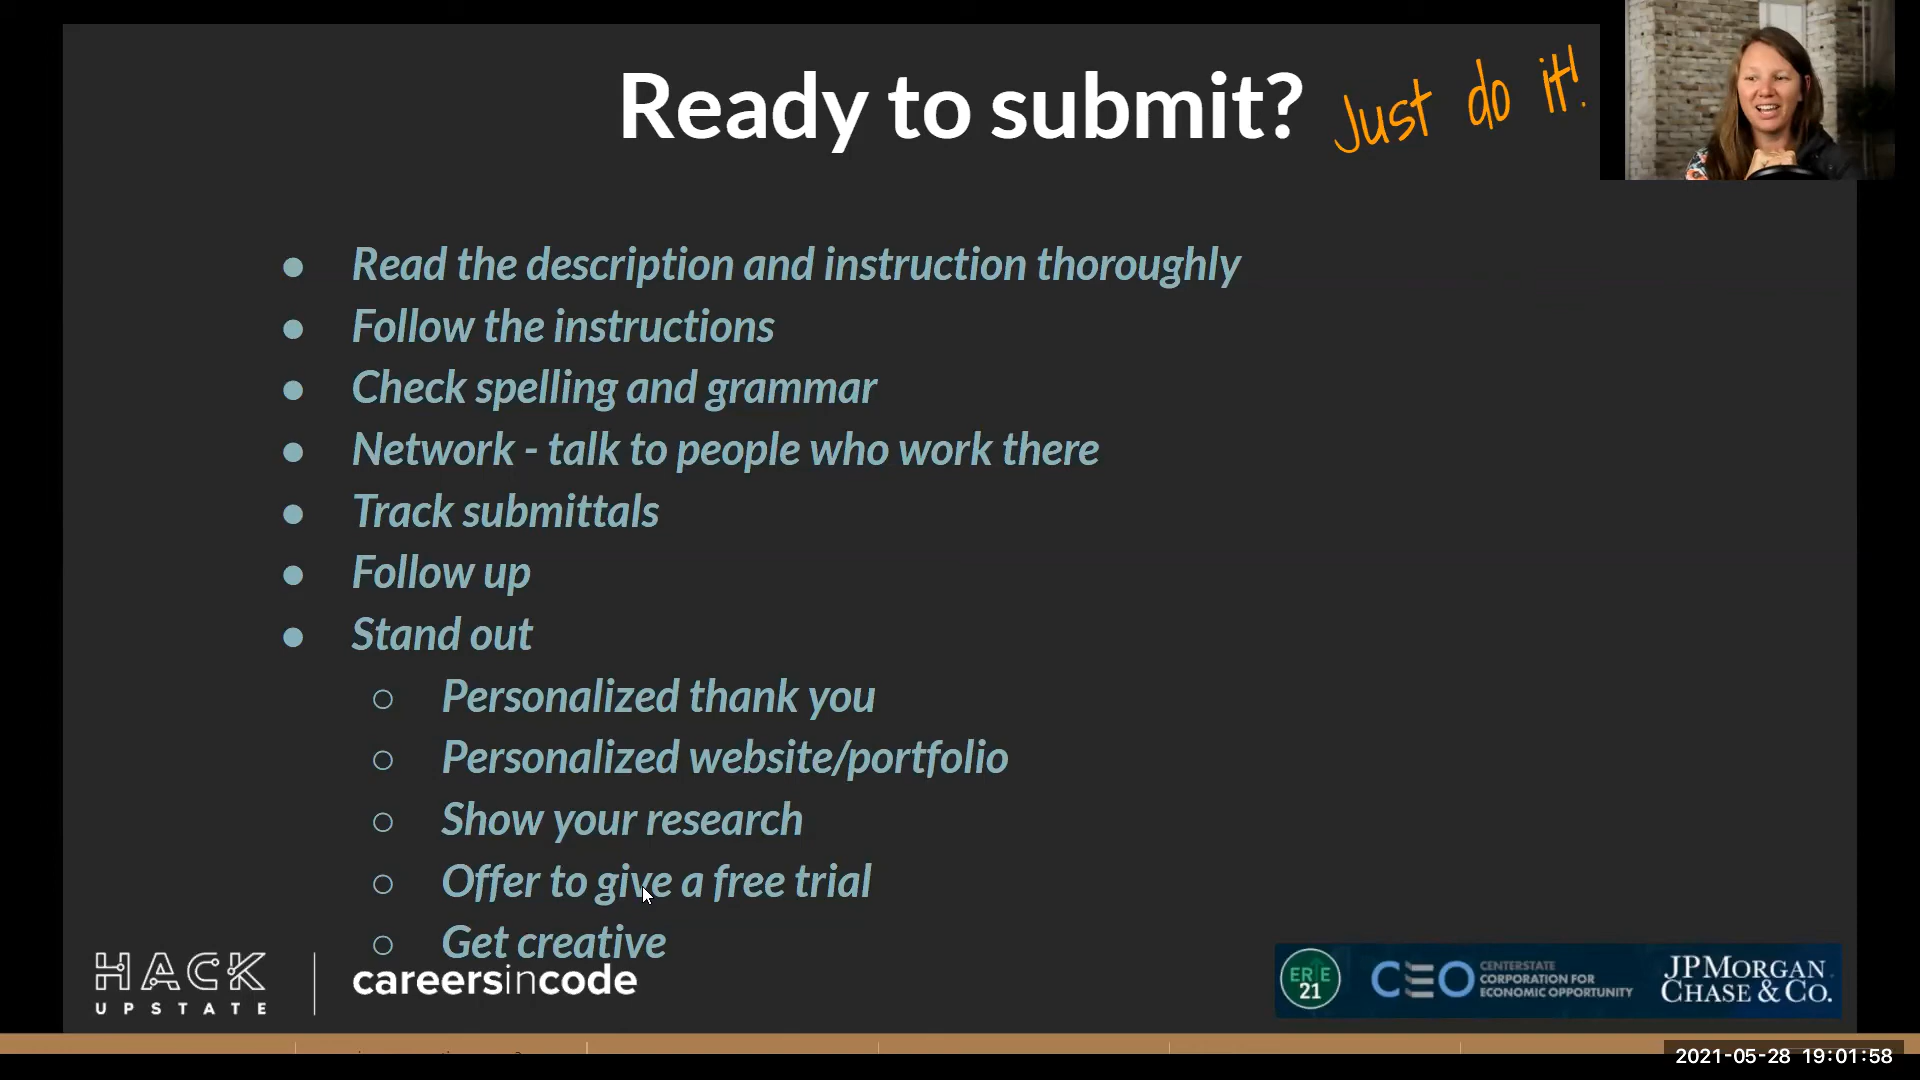 Ready to submit? Just do it!
Read the description and instruction thoroughly
Follow the instructions
Check spelling and grammar
Network - talk to people who work there
Track submittals
Follow up
Stand out
Personalized thank you
Personalized website/portfolio
Show your research
Offer to give a free trial
Get creative
HACK
UPSTATE
careersincode
ERIE
21
CEO
CENTERSTATE
CORPORATION FOR
ECONOMIC OPPORTUNITY
JPMORGAN
CHASE & CO.
2021-05-28 19:01:58